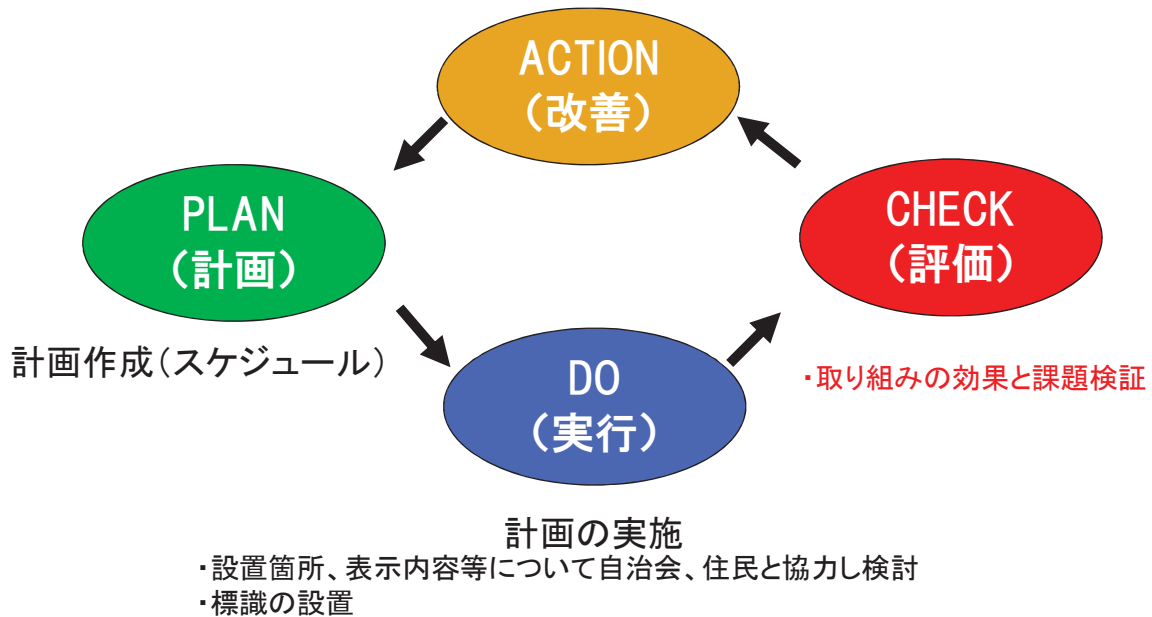 ACTION
（改善）
PLAN
（計画）
CHECK
（評価）
計画作成（スケジュール）
DO
（実行）
・取り組みの効果と課題検証
計画の実施
・設置箇所、表示内容等について自治会、住民と協力し検討
・標識の設置